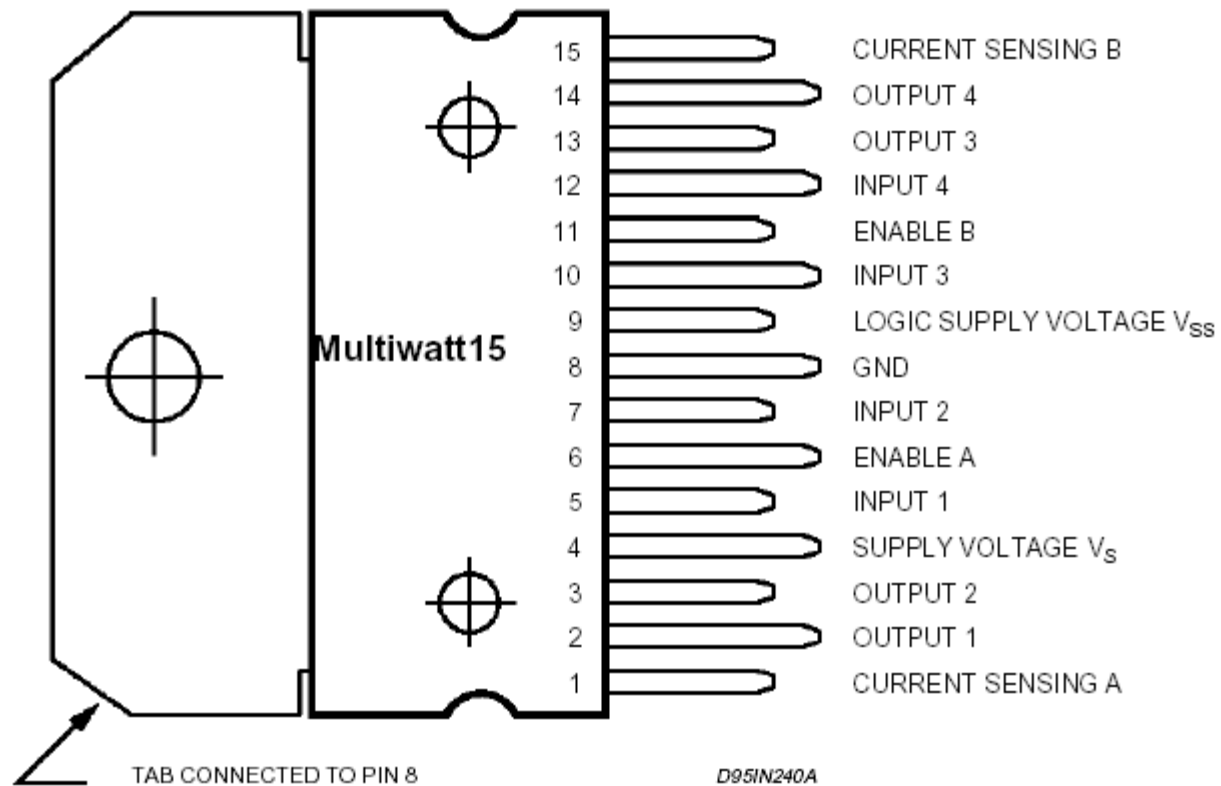 15 CURRENT SENSING B
14 OUTPUT 4
13 OUTPUT 3
12 INPUT 4
11 ENABLE B
10 INPUT 3
9 LOGIC SUPPLY VOLTAGE VSS
Multiwatt15
8 GND
7 INPUT 2
6 ENABLE A
5 INPUT 1
4 SUPPLY VOLTAGE VS
3 OUTPUT 2
2 OUTPUT 1
1 CURRENT SENSING A
TAB CONNECTED TO PIN 8
D95IN240A